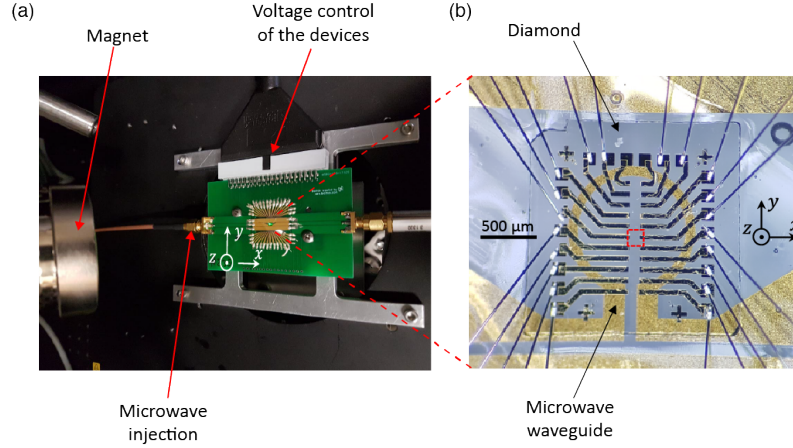 (a)
Magnet
Voltage control
of the devices
y
z
x
Microwave
injection
(b)
Diamond
500 μm
y
z
Microwave
waveguide